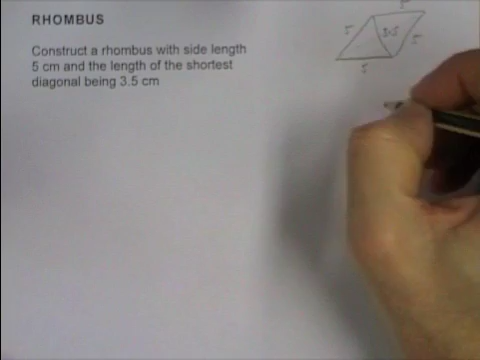 RHOMBUS
Construct a rhombus with side length
5 cm and the length of the shortest
diagonal being 3.5 cm
5
5
3.5
5
5